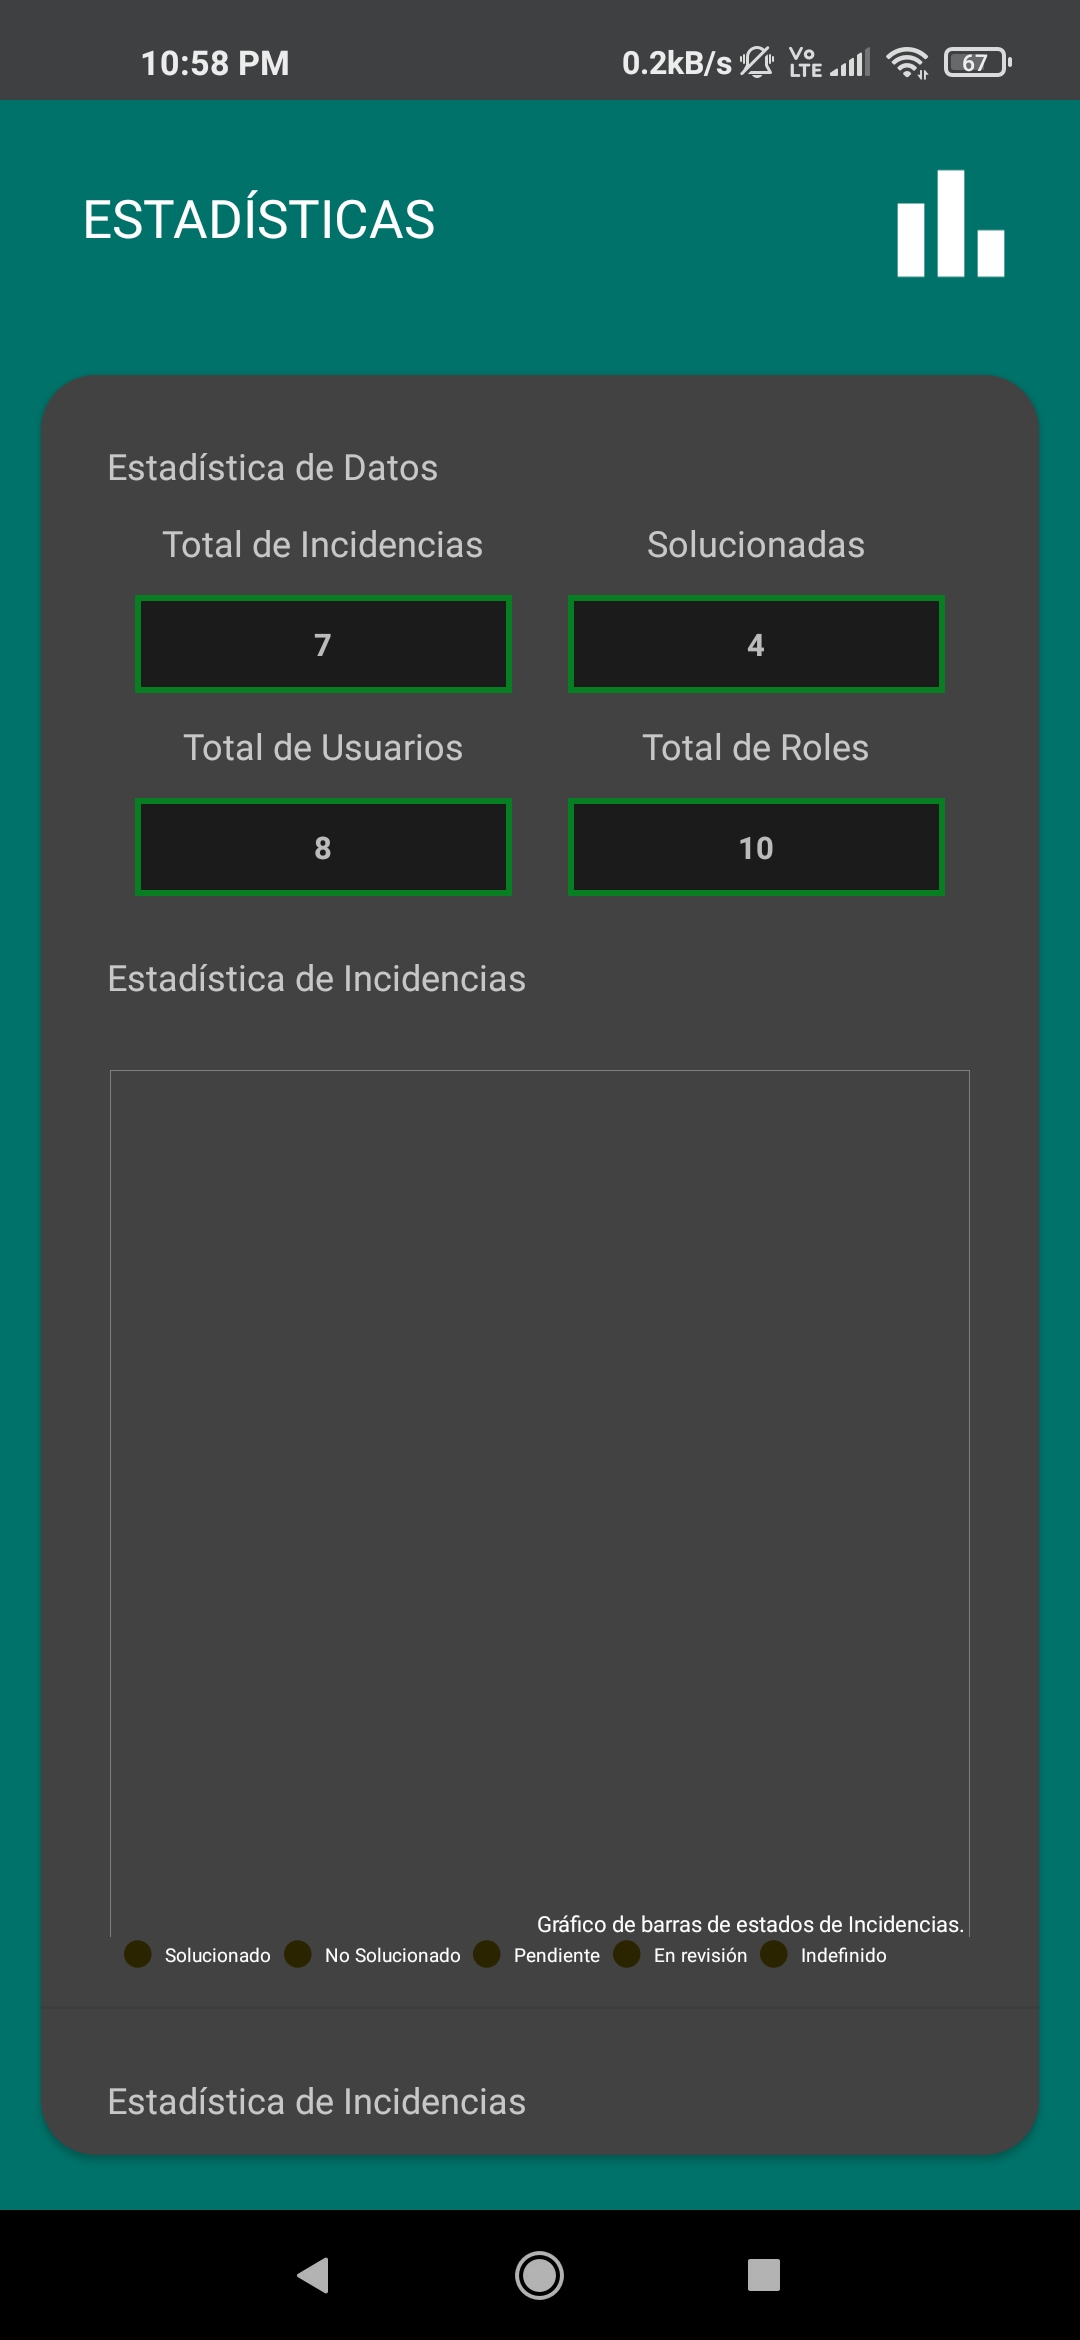 10:58 PM 0.2kB/s Vo LTE 67
ESTADÍSTICAS
Estadística de Datos
Total de Incidencias Solucionadas
7 4
Total de Usuarios Total de Roles
8 10
Estadística de Incidencias
Gráfico de barras de estados de Incidencias.
Solucionado No Solucionado Pendiente En revisión Indefinido
Estadística de Incidencias